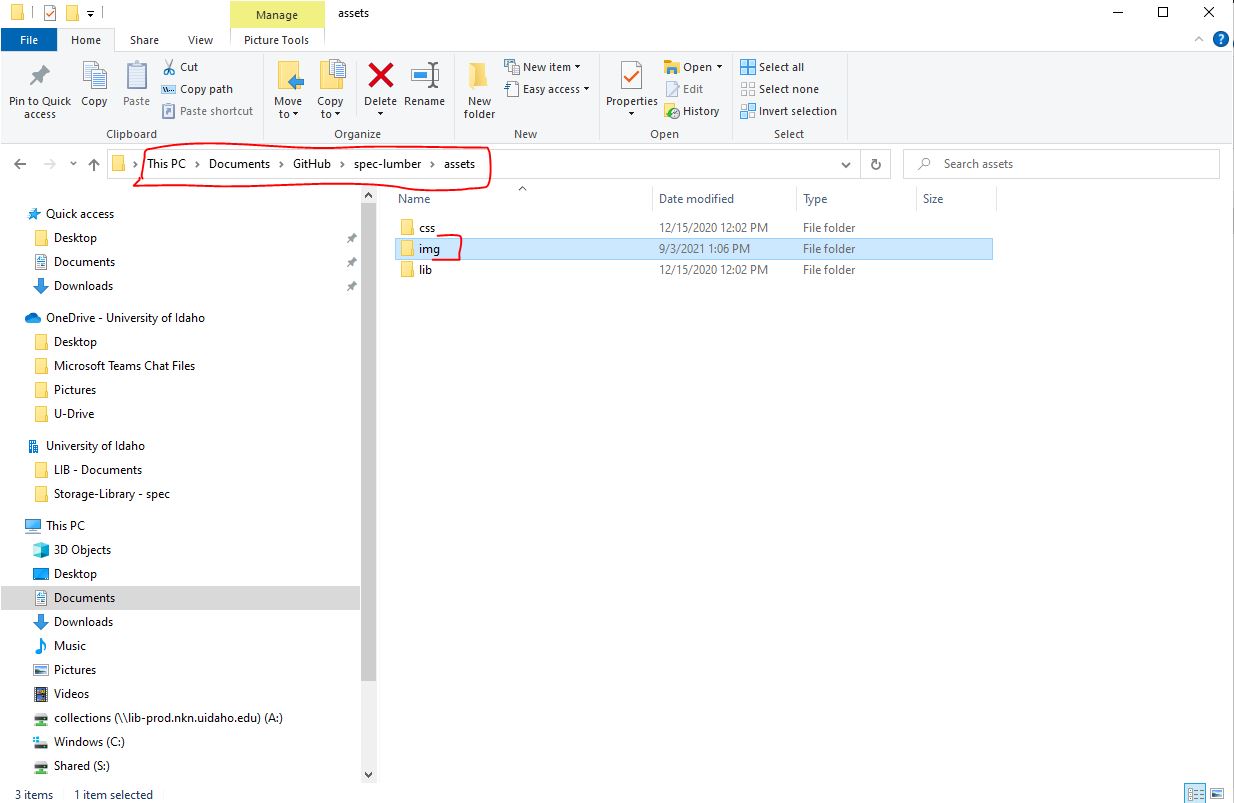 Manage
assets
File
Home
Share
View
Picture Tools
Pin to Quick access
Copy
Paste
Cut
Copy path
Paste shortcut
Clipboard
Move to
Copy to
Delete
Rename
Organize
New folder
New item
Easy access
New
Properties
Open
Edit
History
Open
Select all
Select none
Invert selection
Select
This PC > Documents > GitHub > spec-lumber > assets
Search assets
Name Date modified Type Size
css 12/15/2020 12:02 PM File folder
img 9/3/2021 1:06 PM File folder
lib 12/15/2020 12:02 PM File folder
Quick access
Desktop
Documents
Downloads
OneDrive - University of Idaho
Desktop
Microsoft Teams Chat Files
Pictures
U-Drive
University of Idaho
LIB - Documents
Storage-Library - spec
This PC
3D Objects
Desktop
Documents
Downloads
Music
Pictures
Videos
collections (\\lib-prod.nkn.uidaho.edu) (A:)
Windows (C:)
Shared (S:)
3 items 1 item selected